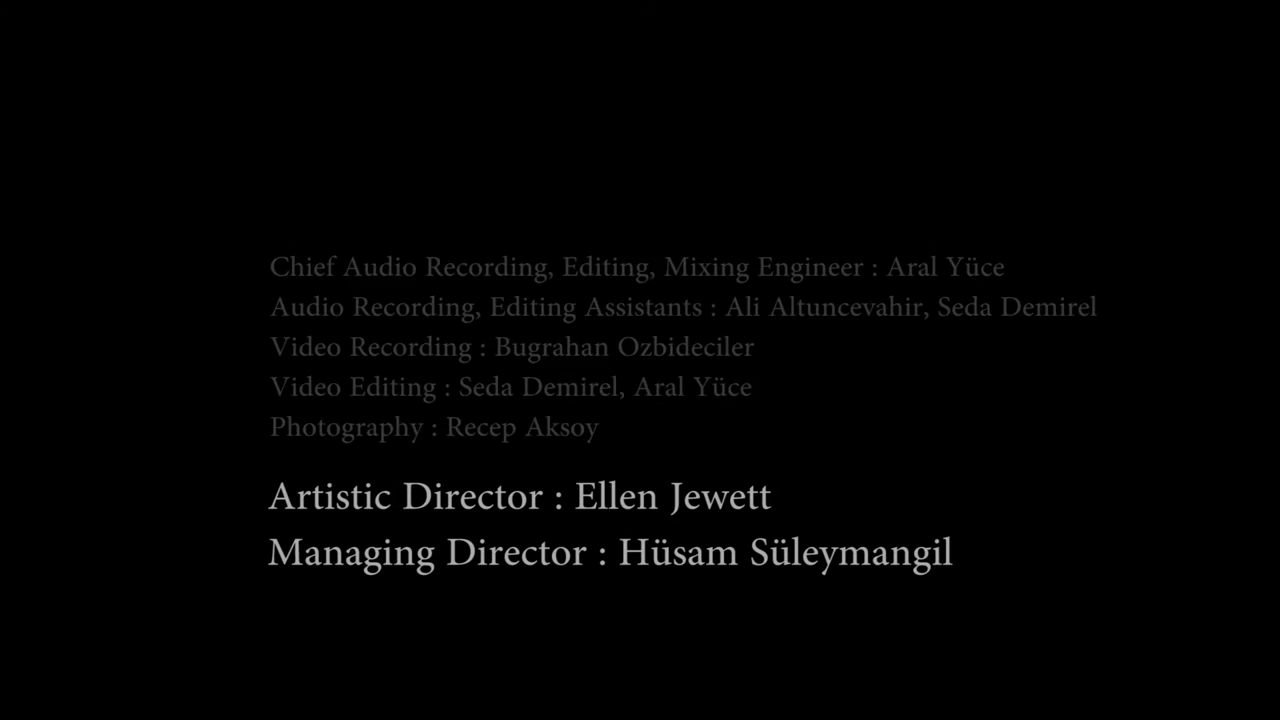 Chief Audio Recording, Editing, Mixing Engineer : Aral Yüce
Audio Recording, Editing Assistants : Ali Altuncevahir, Seda Demirel
Video Recording : Bugrahan Ozbideciler
Video Editing : Seda Demirel, Aral Yüce
Photography : Recep Aksoy
Artistic Director : Ellen Jewett
Managing Director : Hüsam Süleymangil